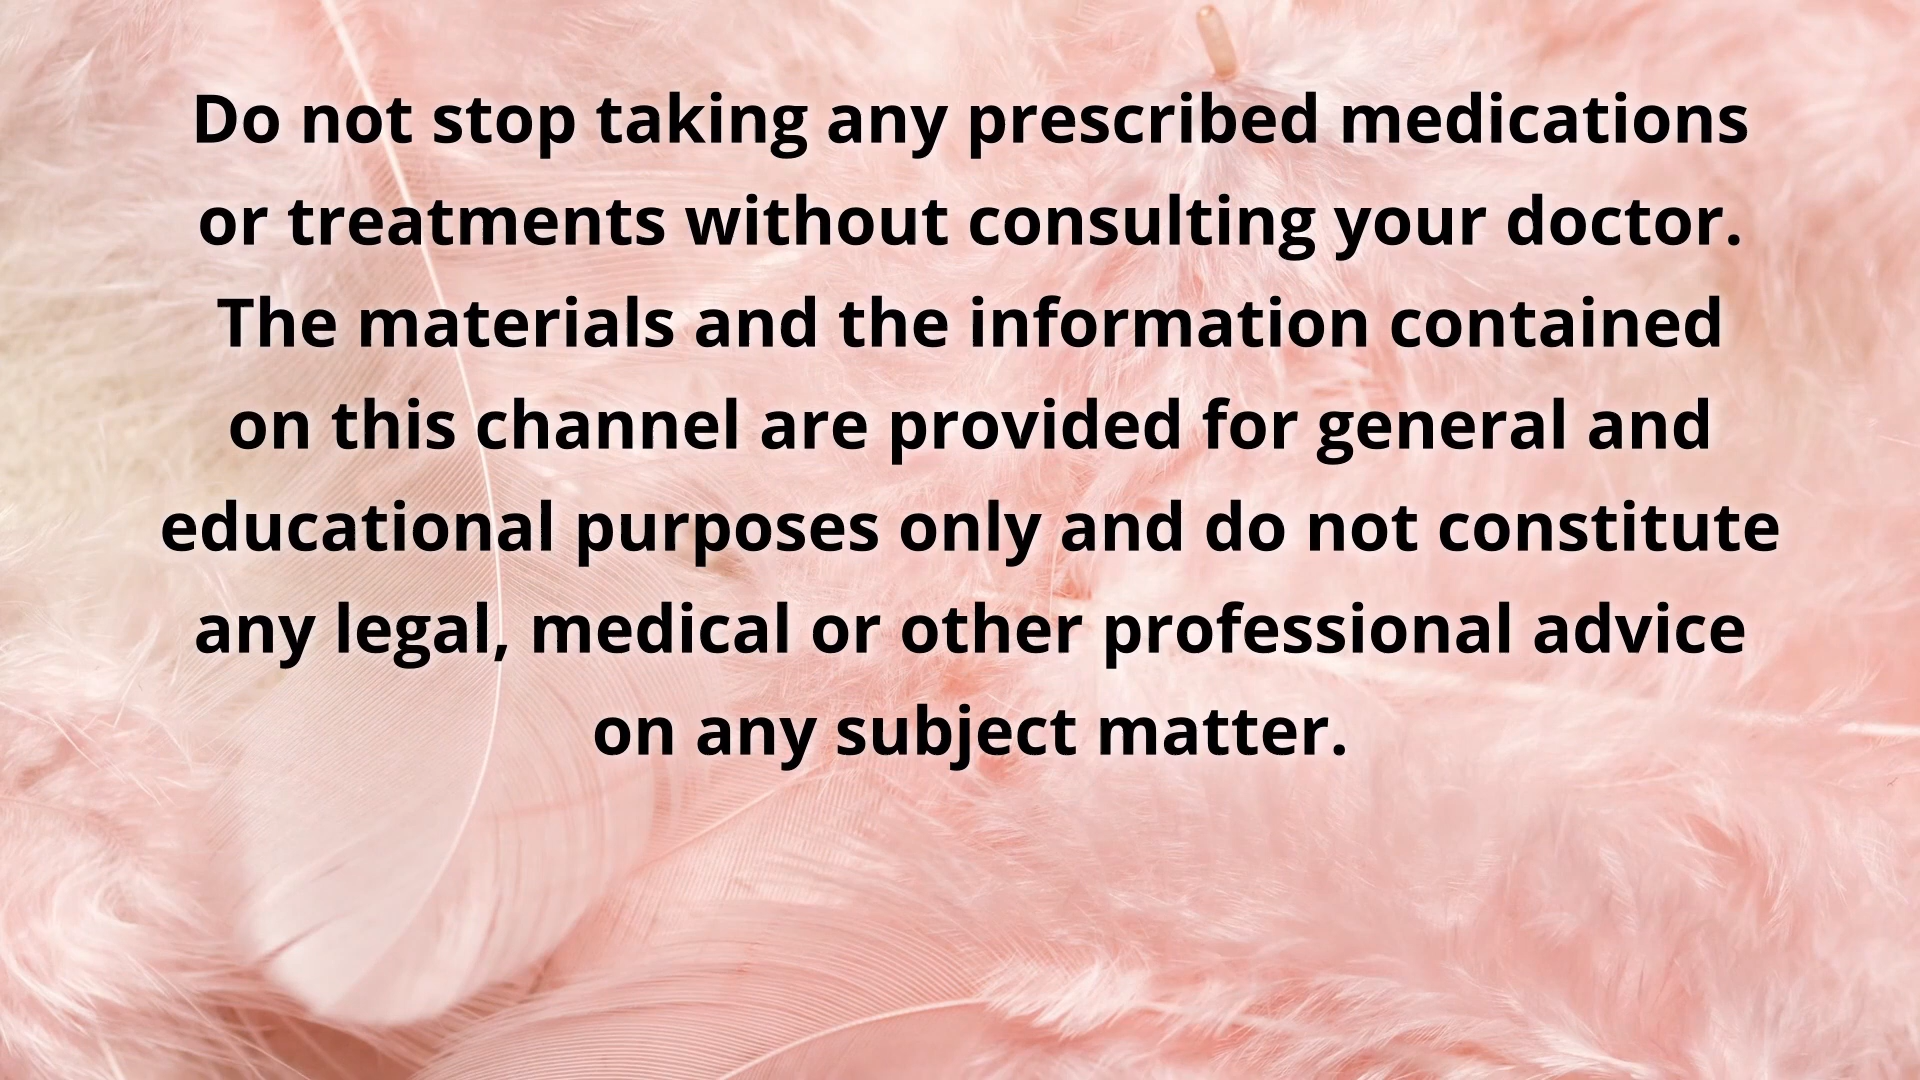 Do not stop taking any prescribed medications
or treatments without consulting your doctor.
The materials and the information contained
on this channel are provided for general and
educational purposes only and do not constitute
any legal, medical or other professional advice
on any subject matter.